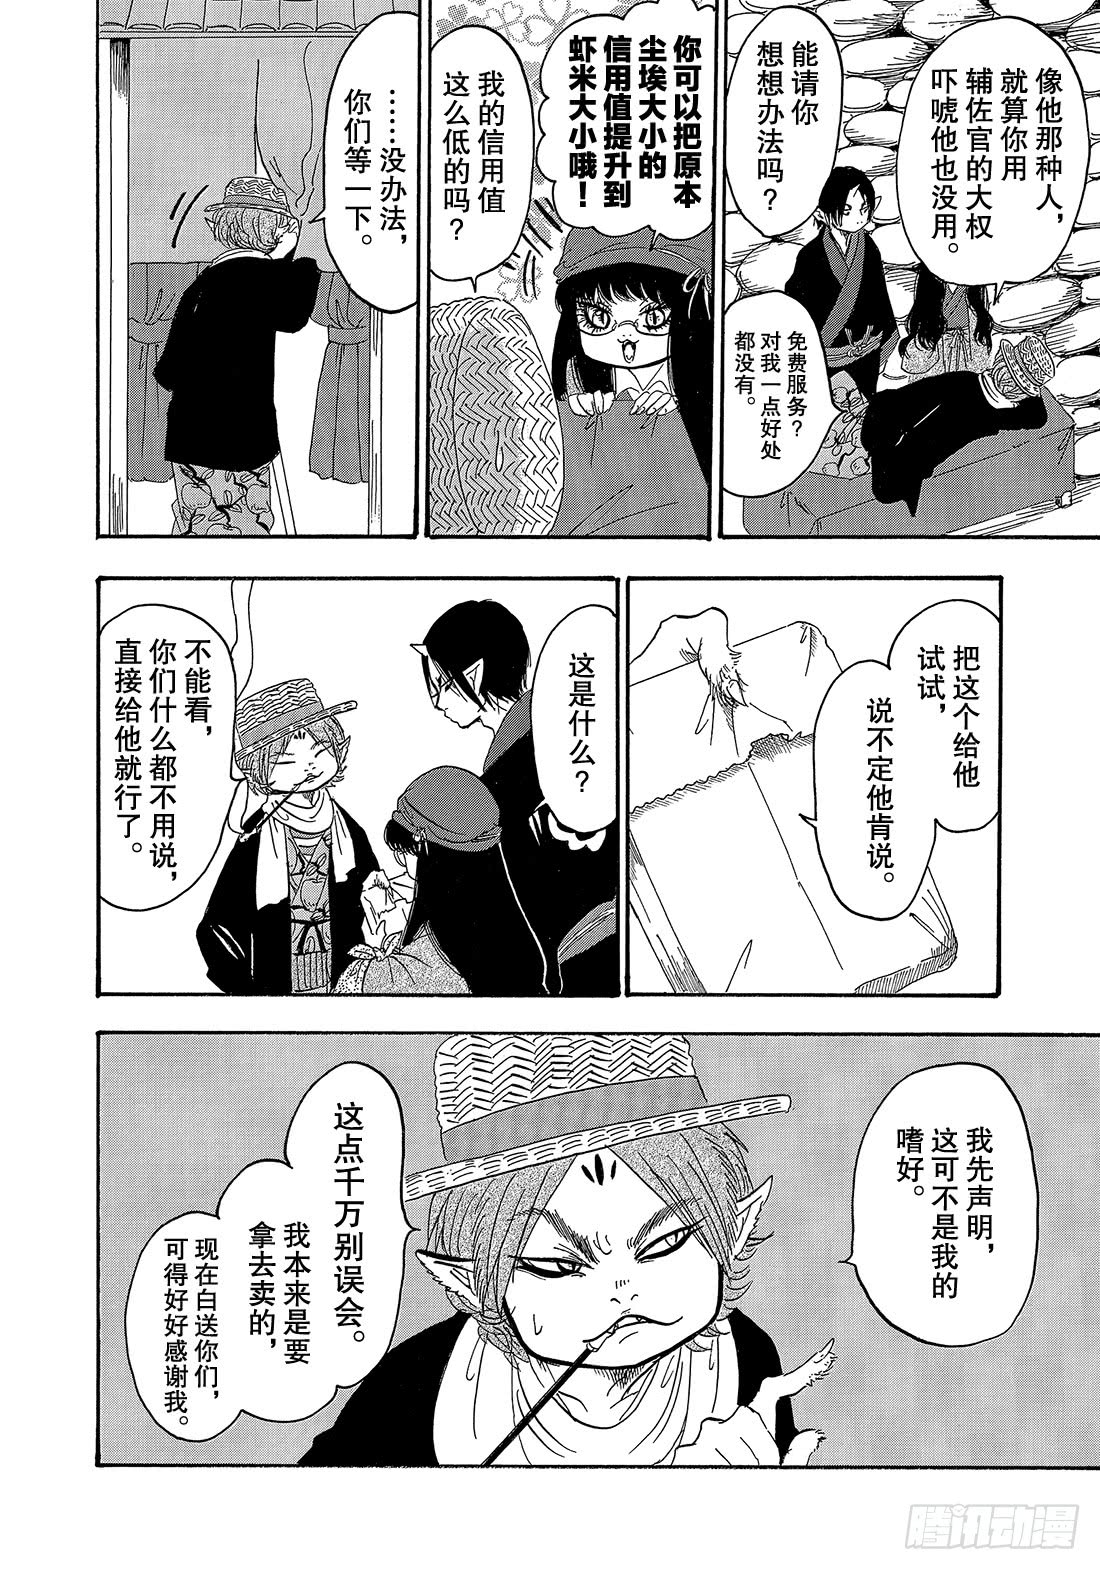 像他那种人，
就算你用
辅佐官的大权
吓唬他也没用。
能请你
想想办法吗？
免费服务？
对我一点好处
都没有。
你可以把原本
尘埃大小的
信用值提升到
虾米大小哦！
我的信用值
这么低的吗？
……没办法，
你们等一下。
把这个给他
试试，
说不定他肯说。
这是什么？
不能看，
你们什么都不用说，
直接给他就行了。
我先声明，
这可不是我的
嗜好。
这点千万别误会。
我本来是要
拿去卖的，
现在白送你们，
可得好好感谢我。
腾讯动漫